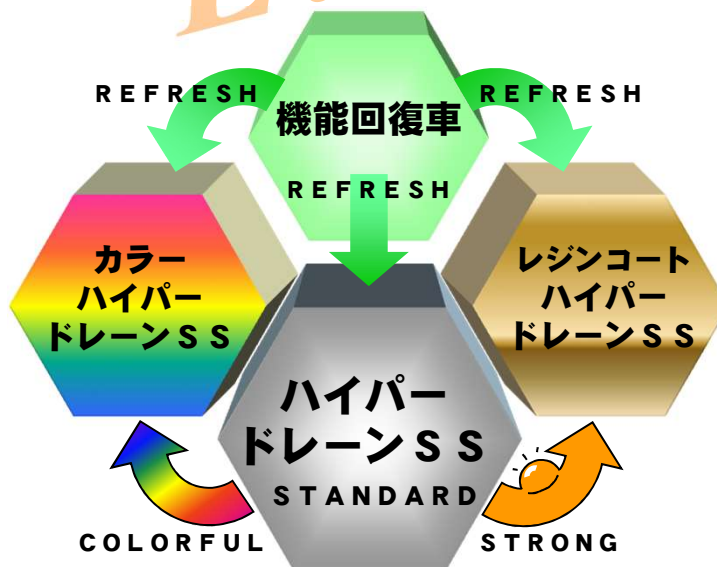 REFRESH
REFRESH
機能回復車
REFRESH
カラー
ハイパー
ドレーンSS
レジンコート
ハイパー
ドレーンSS
ハイパー
ドレーンSS
STANDARD
COLORFUL
STRONG